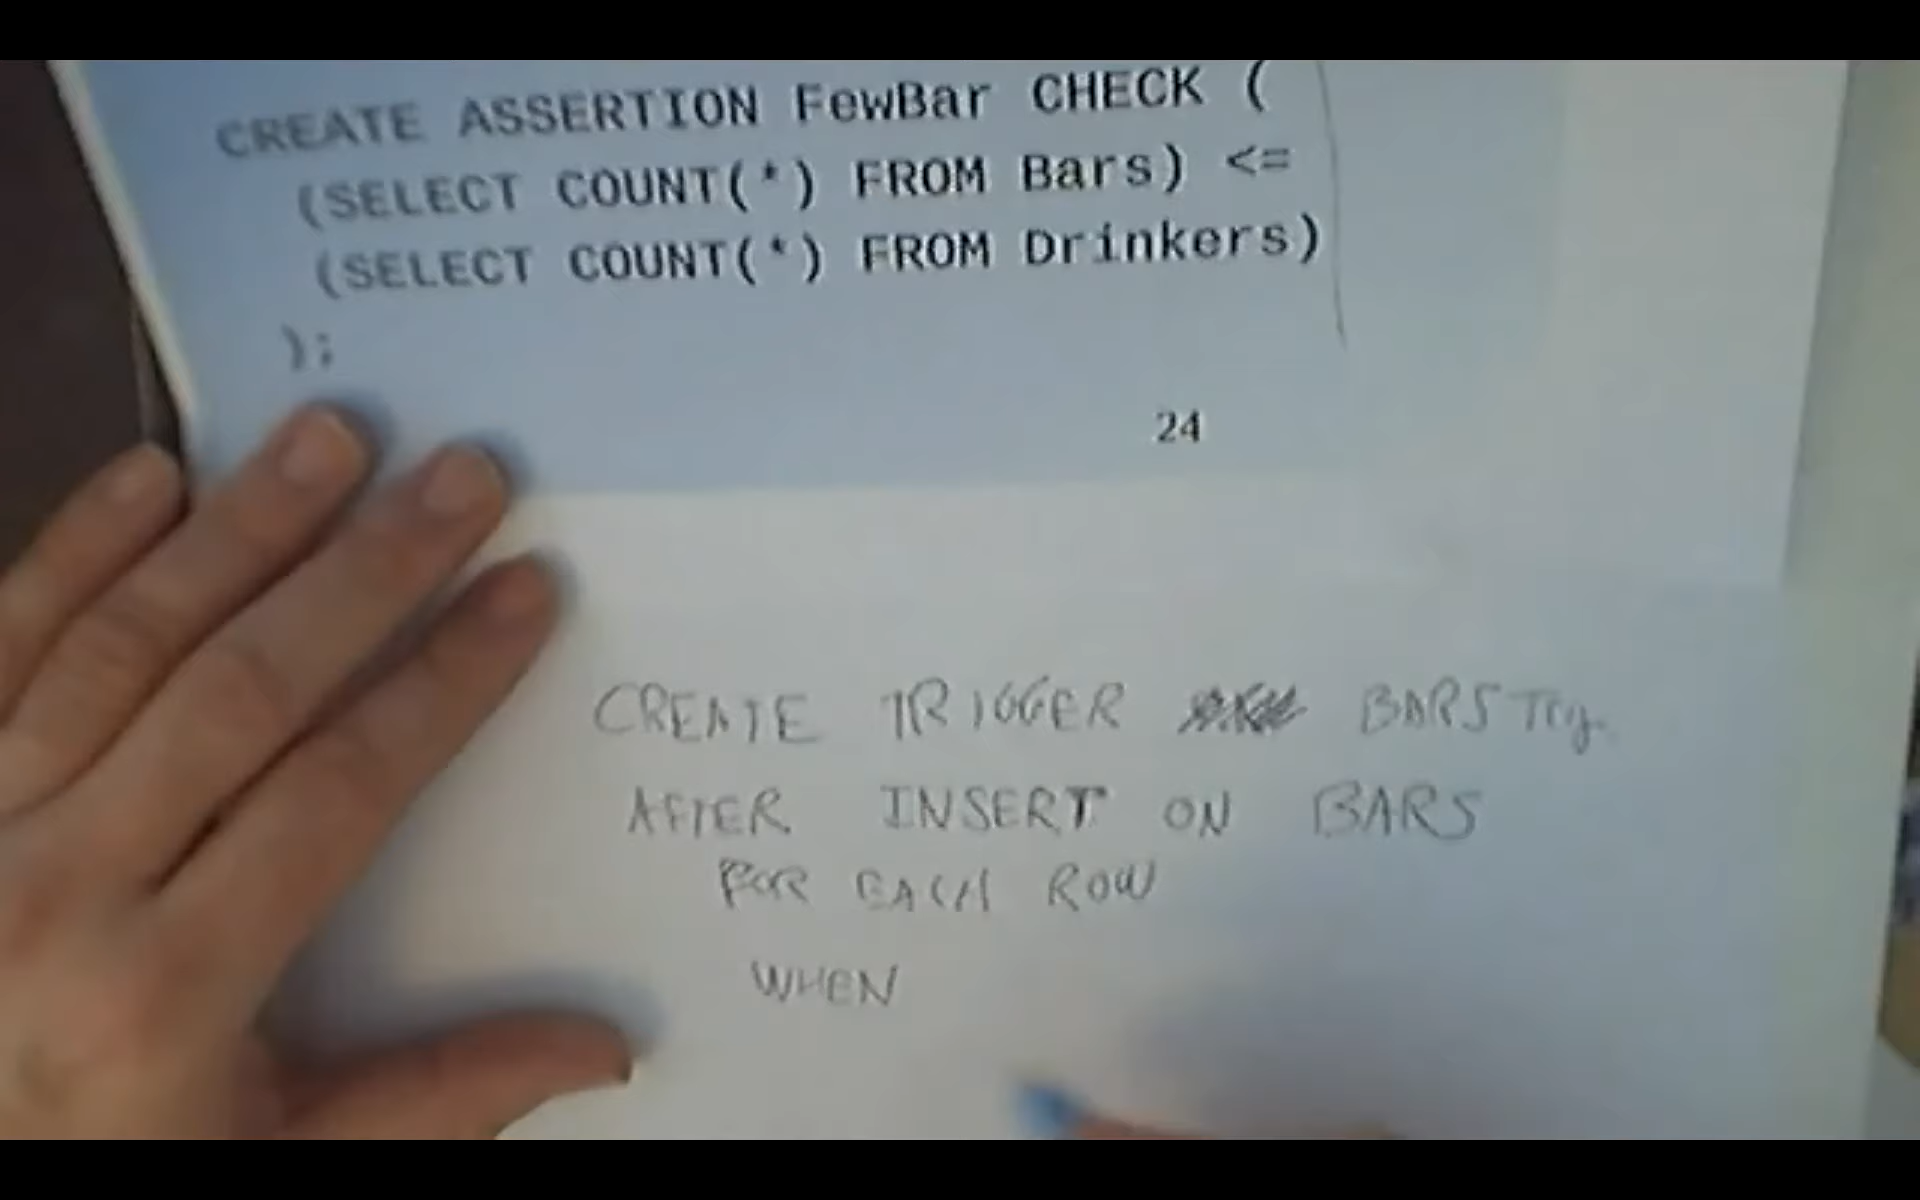 CREATE ASSERTION FewBar CHECK (
(SELECT COUNT(*) FROM Bars) <=
(SELECT COUNT(*) FROM Drinkers)
);
24
CREATE TRIGGER BARSTrg.
AFTER INSERT ON BARS
FOR EACH ROW
WHEN